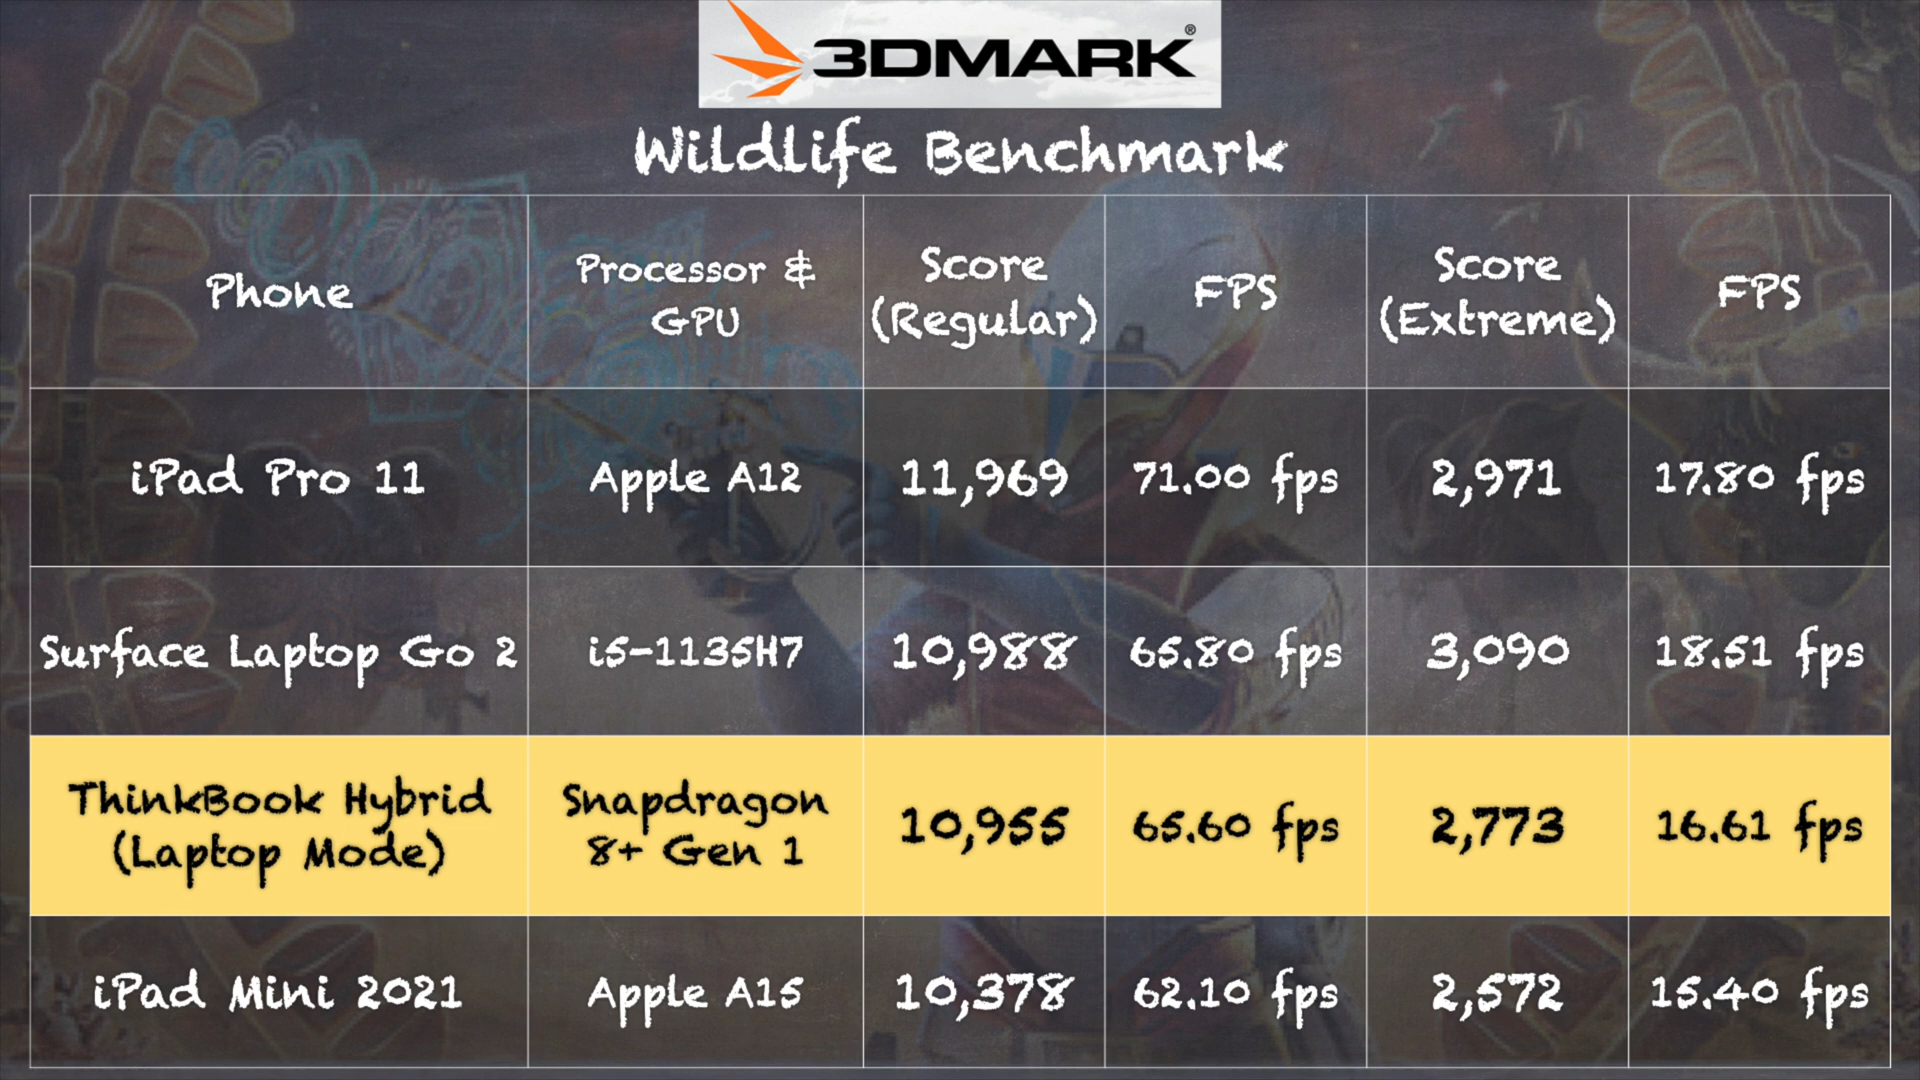 3DMARK®
Wildlife Benchmark
Phone
Processor &
GPU
Score
(Regular)
FPS
Score
(Extreme)
FPS
iPad Pro 11
Apple A12
11,969
71.00 fps
2,971
17.80 fps
Surface Laptop Go 2
i5-1135H7
10,988
65.80 fps
3,090
18.51 fps
ThinkBook Hybrid
(Laptop Mode)
Snapdragon
8+ Gen 1
10,955
65.60 fps
2,773
16.61 fps
iPad Mini 2021
Apple A15
10,378
62.10 fps
2,572
15.40 fps